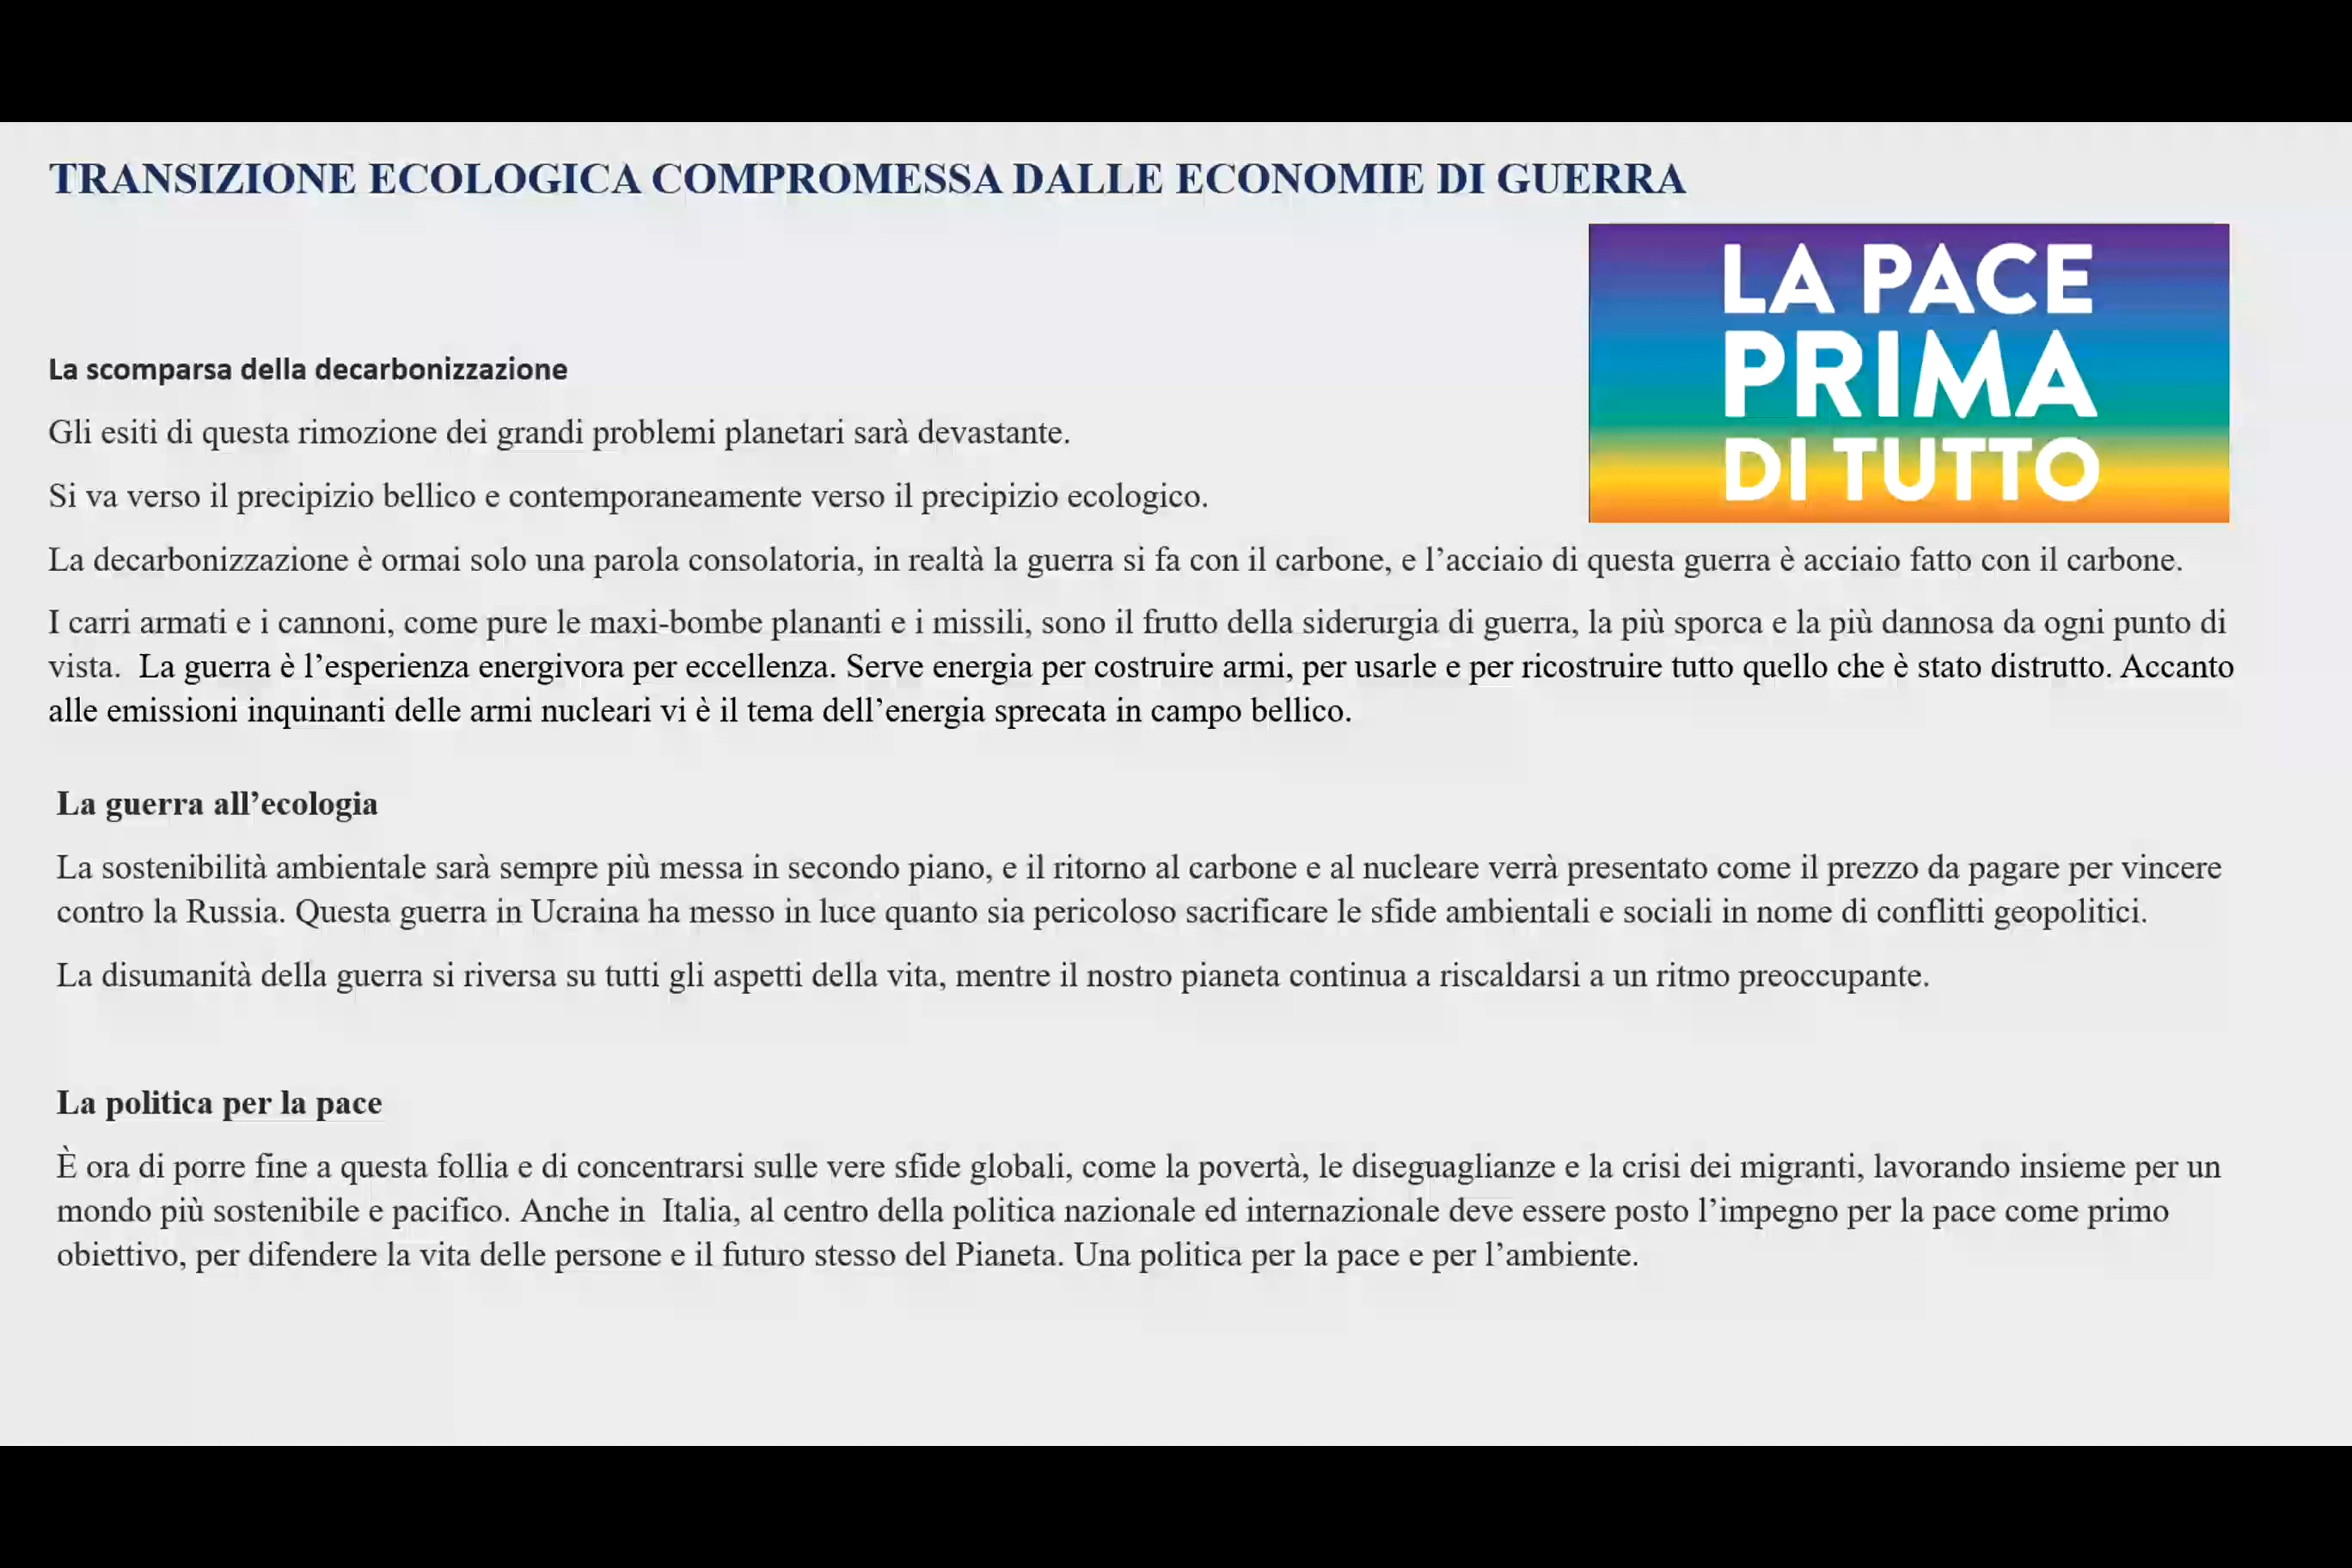 TRANSIZIONE ECOLOGICA COMPROMESSA DALLE ECONOMIE DI GUERRA
LA PACE
PRIMA
DI TUTTO
La scomparsa della decarbonizzazione
Gli esiti di questa rimozione dei grandi problemi planetari sarà devastante.
Si va verso il precipizio bellico e contemporaneamente verso il precipizio ecologico.
La decarbonizzazione è ormai solo una parola consolatoria, in realtà la guerra si fa con il carbone, e l’acciaio di questa guerra è acciaio fatto con il carbone.
I carri armati e i cannoni, come pure le maxi-bombe plananti e i missili, sono il frutto della siderurgia di guerra, la più sporca e la più dannosa da ogni punto di
vista.  La guerra è l’esperienza energivora per eccellenza. Serve energia per costruire armi, per usarle e per ricostruire tutto quello che è stato distrutto. Accanto
alle emissioni inquinanti delle armi nucleari vi è il tema dell’energia sprecata in campo bellico.
La guerra all’ecologia
La sostenibilità ambientale sarà sempre più messa in secondo piano, e il ritorno al carbone e al nucleare verrà presentato come il prezzo da pagare per vincere
contro la Russia. Questa guerra in Ucraina ha messo in luce quanto sia pericoloso sacrificare le sfide ambientali e sociali in nome di conflitti geopolitici.
La disumanità della guerra si riversa su tutti gli aspetti della vita, mentre il nostro pianeta continua a riscaldarsi a un ritmo preoccupante.
La politica per la pace
È ora di porre fine a questa follia e di concentrarsi sulle vere sfide globali, come la povertà, le diseguaglianze e la crisi dei migranti, lavorando insieme per un
mondo più sostenibile e pacifico. Anche in  Italia, al centro della politica nazionale ed internazionale deve essere posto l’impegno per la pace come primo
obiettivo, per difendere la vita delle persone e il futuro stesso del Pianeta. Una politica per la pace e per l’ambiente.